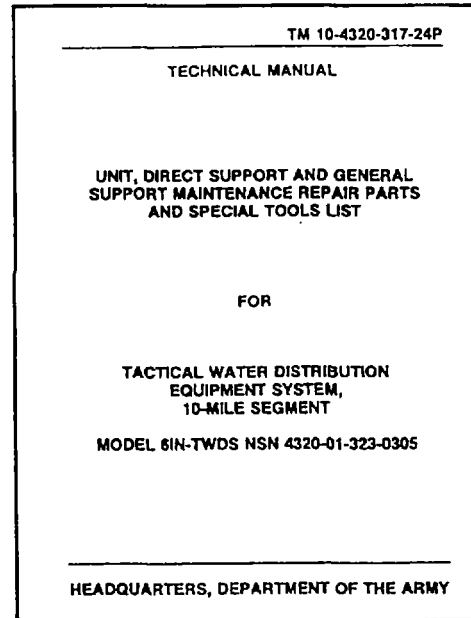 TM 10-4320-317-24P
TECHNICAL MANUAL
UNIT, DIRECT SUPPORT AND GENERAL
SUPPORT MAINTENANCE REPAIR PARTS
AND SPECIAL TOOLS LIST
FOR
TACTICAL WATER DISTRIBUTION
EQUIPMENT SYSTEM,
10-MILE SEGMENT
MODEL 6IN-TWDS NSN 4320-01-323-0305
HEADQUARTERS, DEPARTMENT OF THE ARMY